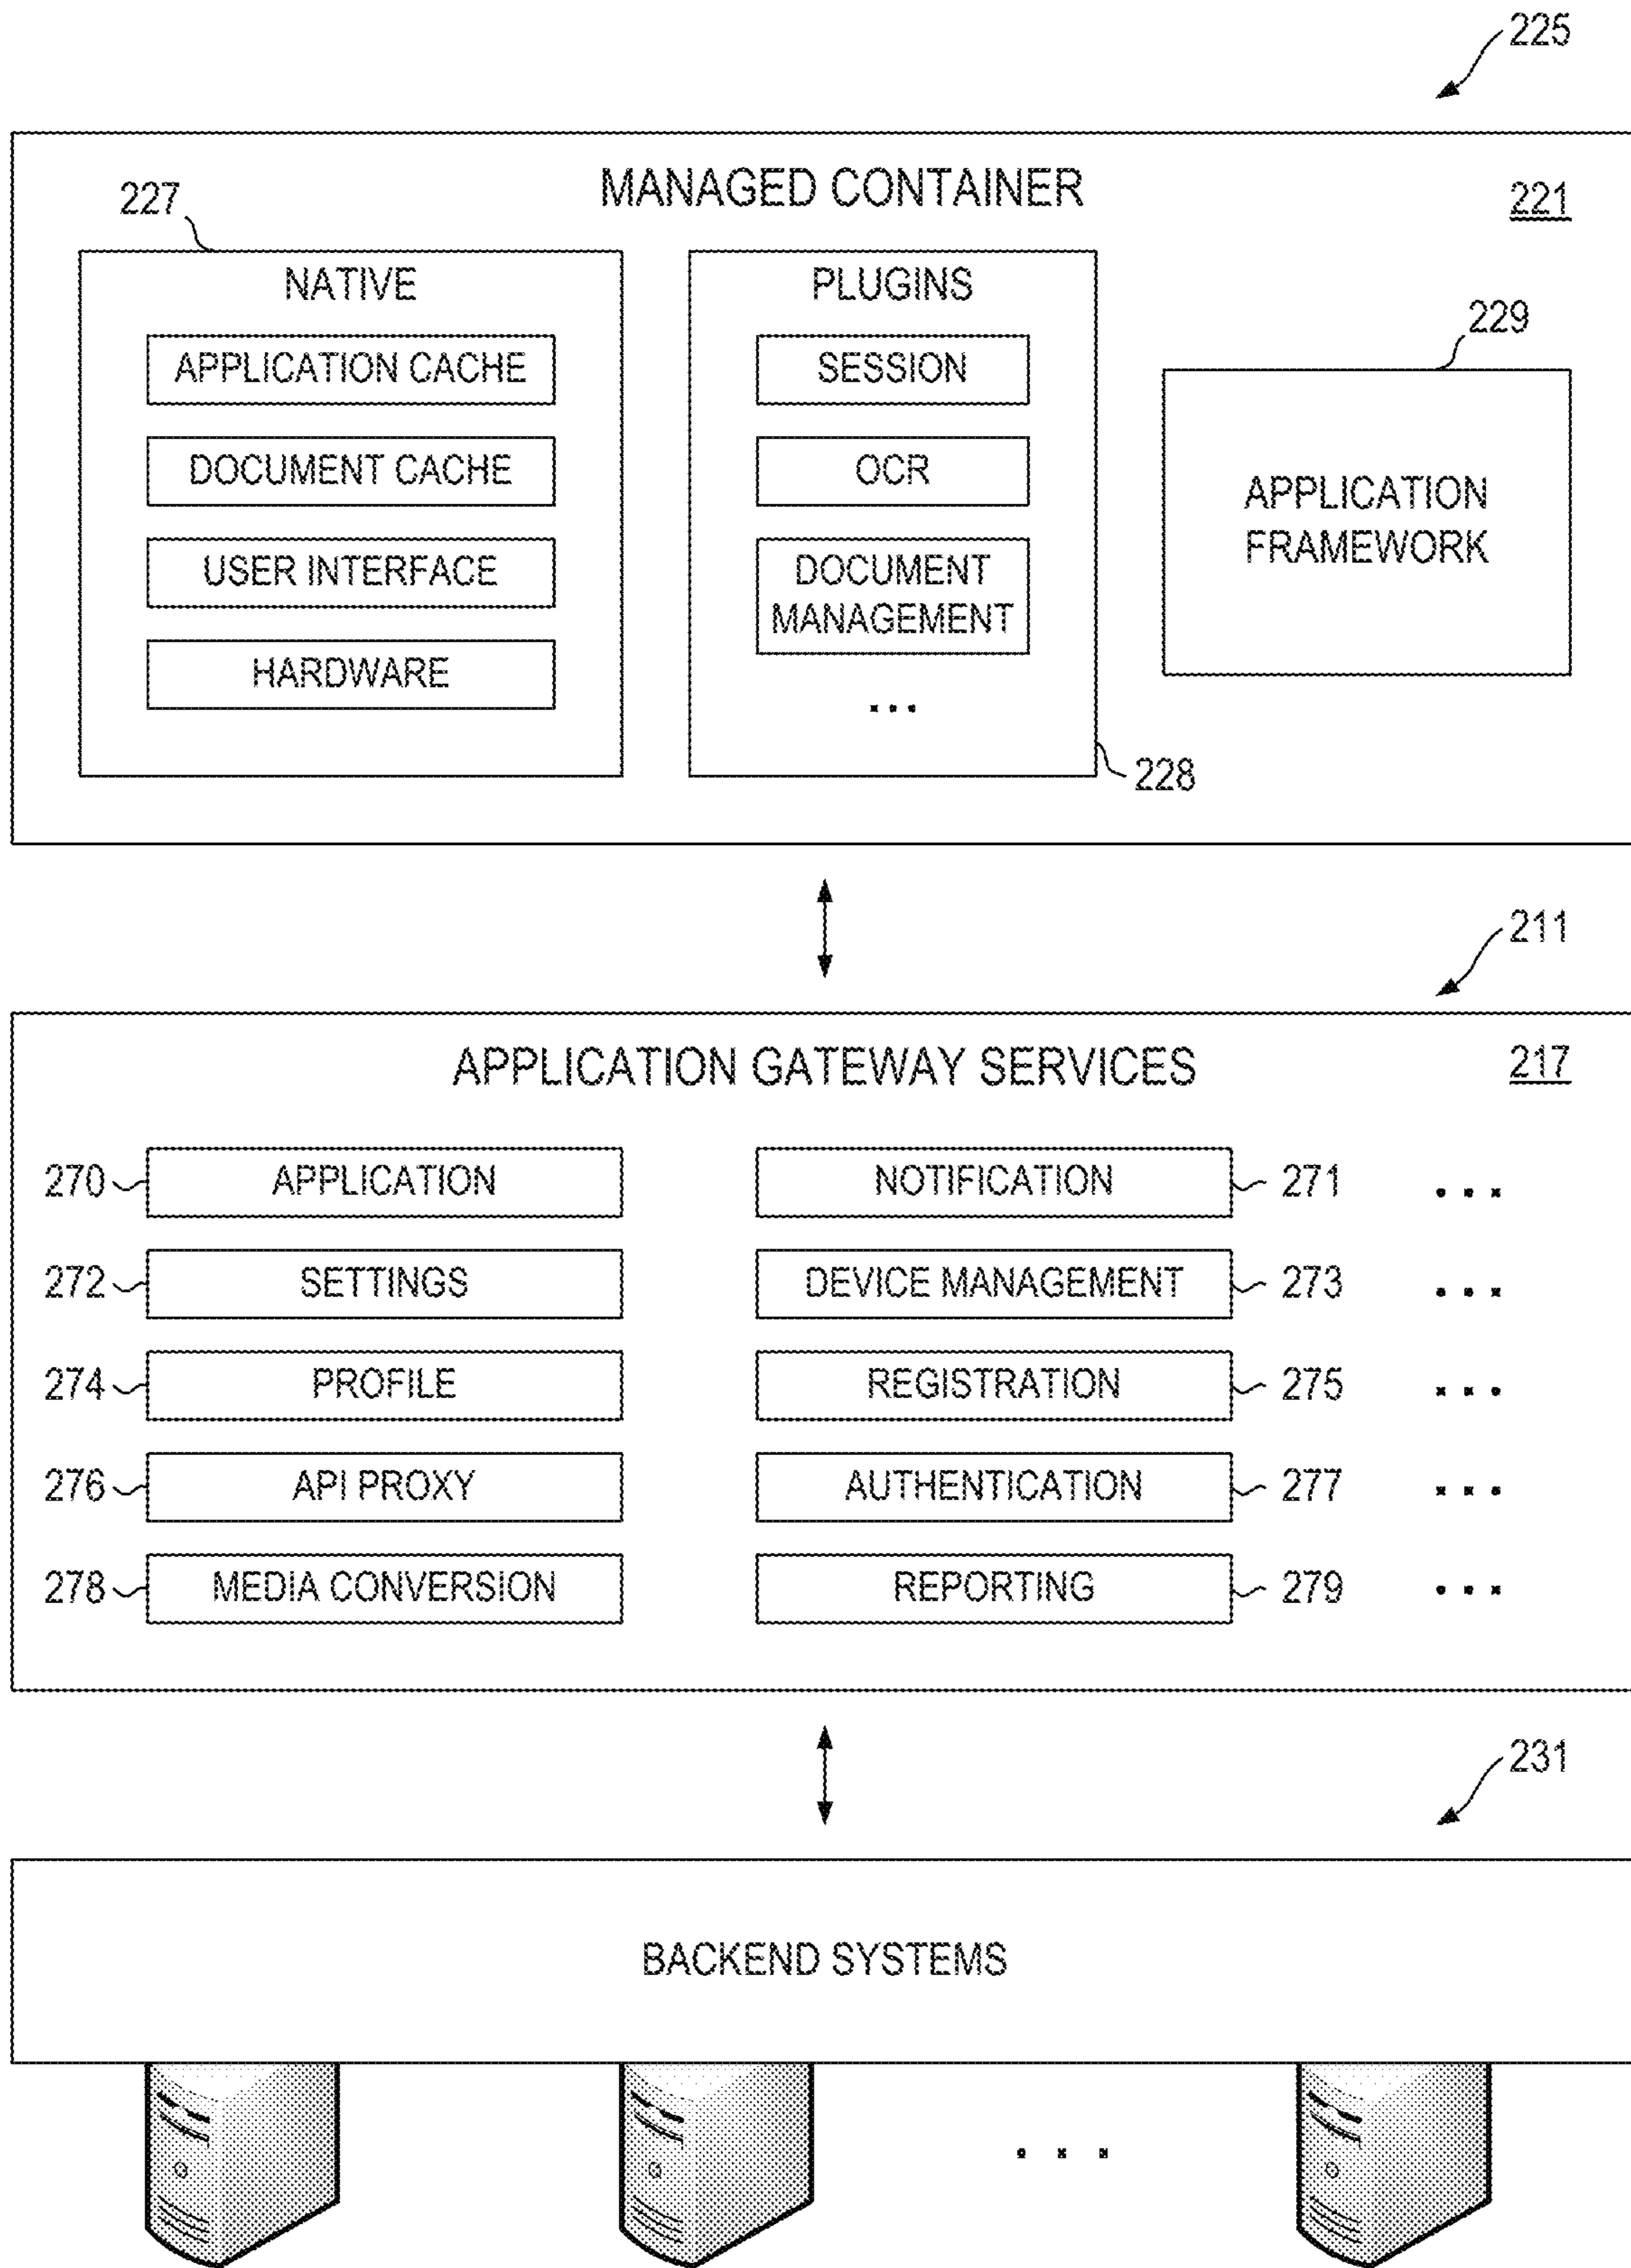 225
MANAGED CONTAINER
221
227
NATIVE
APPLICATION CACHE
DOCUMENT CACHE
USER INTERFACE
HARDWARE
PLUGINS
SESSION
OCR
DOCUMENT
MANAGEMENT
...
228
229
APPLICATION
FRAMEWORK
211
APPLICATION GATEWAY SERVICES
217
270
APPLICATION
NOTIFICATION
271
...
272
SETTINGS
DEVICE MANAGEMENT
273
...
274
PROFILE
REGISTRATION
275
...
276
API PROXY
AUTHENTICATION
277
...
278
MEDIA CONVERSION
REPORTING
279
...
231
BACKEND SYSTEMS
...